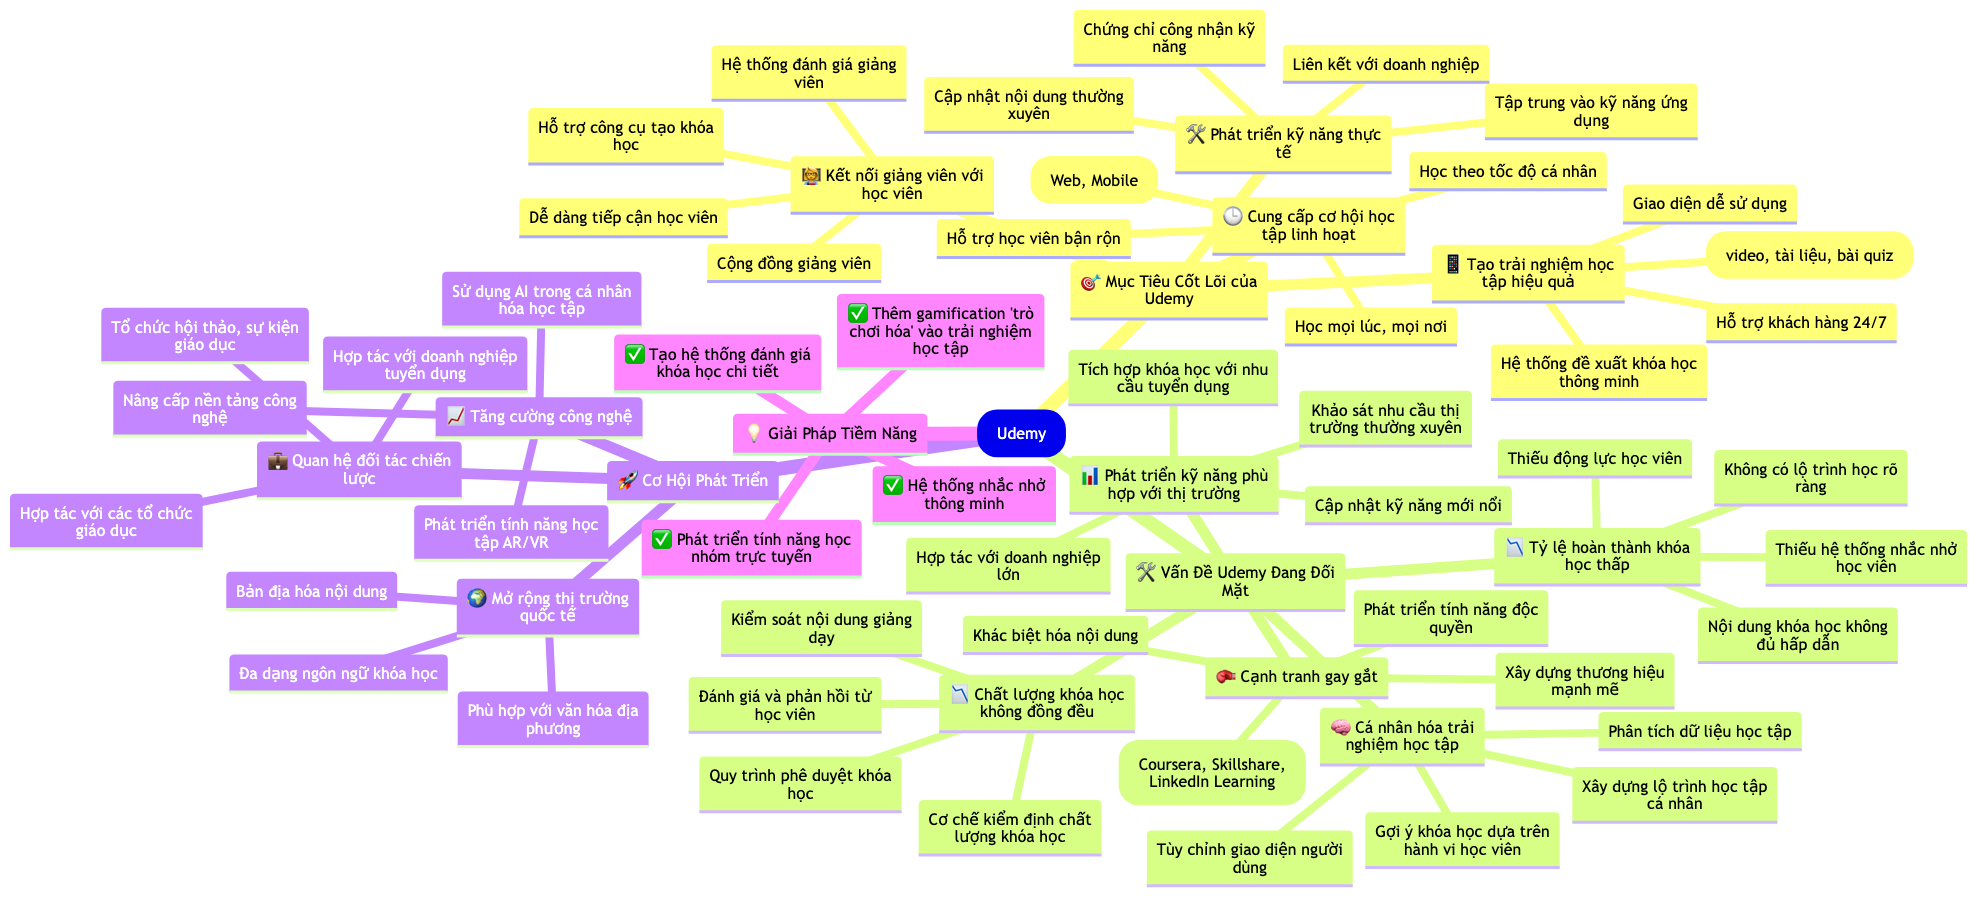 Udemy
🎯 Mục Tiêu Cốt Lõi của
Udemy
🛠 Phát triển kỹ năng thực
tế
Chứng chỉ công nhận kỹ
năng
Liên kết với doanh nghiệp
Cập nhật nội dung thường
xuyên
Tập trung vào kỹ năng ứng
dụng
👩‍🏫 Kết nối giảng viên với
học viên
Hệ thống đánh giá giảng
viên
Hỗ trợ công cụ tạo khóa
học
Dễ dàng tiếp cận học viên
Cộng đồng giảng viên
🕒 Cung cấp cơ hội học
tập linh hoạt
Web, Mobile
Học theo tốc độ cá nhân
Hỗ trợ học viên bận rộn
Học mọi lúc, mọi nơi
📱 Tạo trải nghiệm học
tập hiệu quả
Giao diện dễ sử dụng
video, tài liệu, bài quiz
Hỗ trợ khách hàng 24/7
Hệ thống đề xuất khóa học
thông minh
🛠 Vấn Đề Udemy Đang Đối
Mặt
📊 Phát triển kỹ năng phù
hợp với thị trường
Tích hợp khóa học với nhu
cầu tuyển dụng
Khảo sát nhu cầu thị
trường thường xuyên
Cập nhật kỹ năng mới nổi
Hợp tác với doanh nghiệp
lớn
📉 Tỷ lệ hoàn thành khóa
học thấp
Thiếu động lực học viên
Không có lộ trình học rõ
ràng
Thiếu hệ thống nhắc nhở
học viên
Nội dung khóa học không
đủ hấp dẫn
🥊 Cạnh tranh gay gắt
Phát triển tính năng độc
quyền
Khác biệt hóa nội dung
Xây dựng thương hiệu
mạnh mẽ
Coursera, Skillshare,
LinkedIn Learning
📉 Chất lượng khóa học
không đồng đều
Kiểm soát nội dung giảng
dạy
Đánh giá và phản hồi từ
học viên
Quy trình phê duyệt khóa
học
Cơ chế kiểm định chất
lượng khóa học
🧠 Cá nhân hóa trải
nghiệm học tập
Phân tích dữ liệu học tập
Xây dựng lộ trình học tập
cá nhân
Gợi ý khóa học dựa trên
hành vi học viên
Tùy chỉnh giao diện người
dùng
🚀 Cơ Hội Phát Triển
📈 Tăng cường công nghệ
Sử dụng AI trong cá nhân
hóa học tập
Nâng cấp nền tảng công
nghệ
Phát triển tính năng học
tập AR/VR
💼 Quan hệ đối tác chiến
lược
Tổ chức hội thảo, sự kiện
giáo dục
Hợp tác với doanh nghiệp
tuyển dụng
Hợp tác với các tổ chức
giáo dục
🌍 Mở rộng thị trường
quốc tế
Bản địa hóa nội dung
Đa dạng ngôn ngữ khóa học
Phù hợp với văn hóa địa
phương
💡 Giải Pháp Tiềm Năng
✅ Thêm gamification 'trò
chơi hóa' vào trải nghiệm
học tập
✅ Tạo hệ thống đánh giá
khóa học chi tiết
✅ Hệ thống nhắc nhở
thông minh
✅ Phát triển tính năng học
nhóm trực tuyến